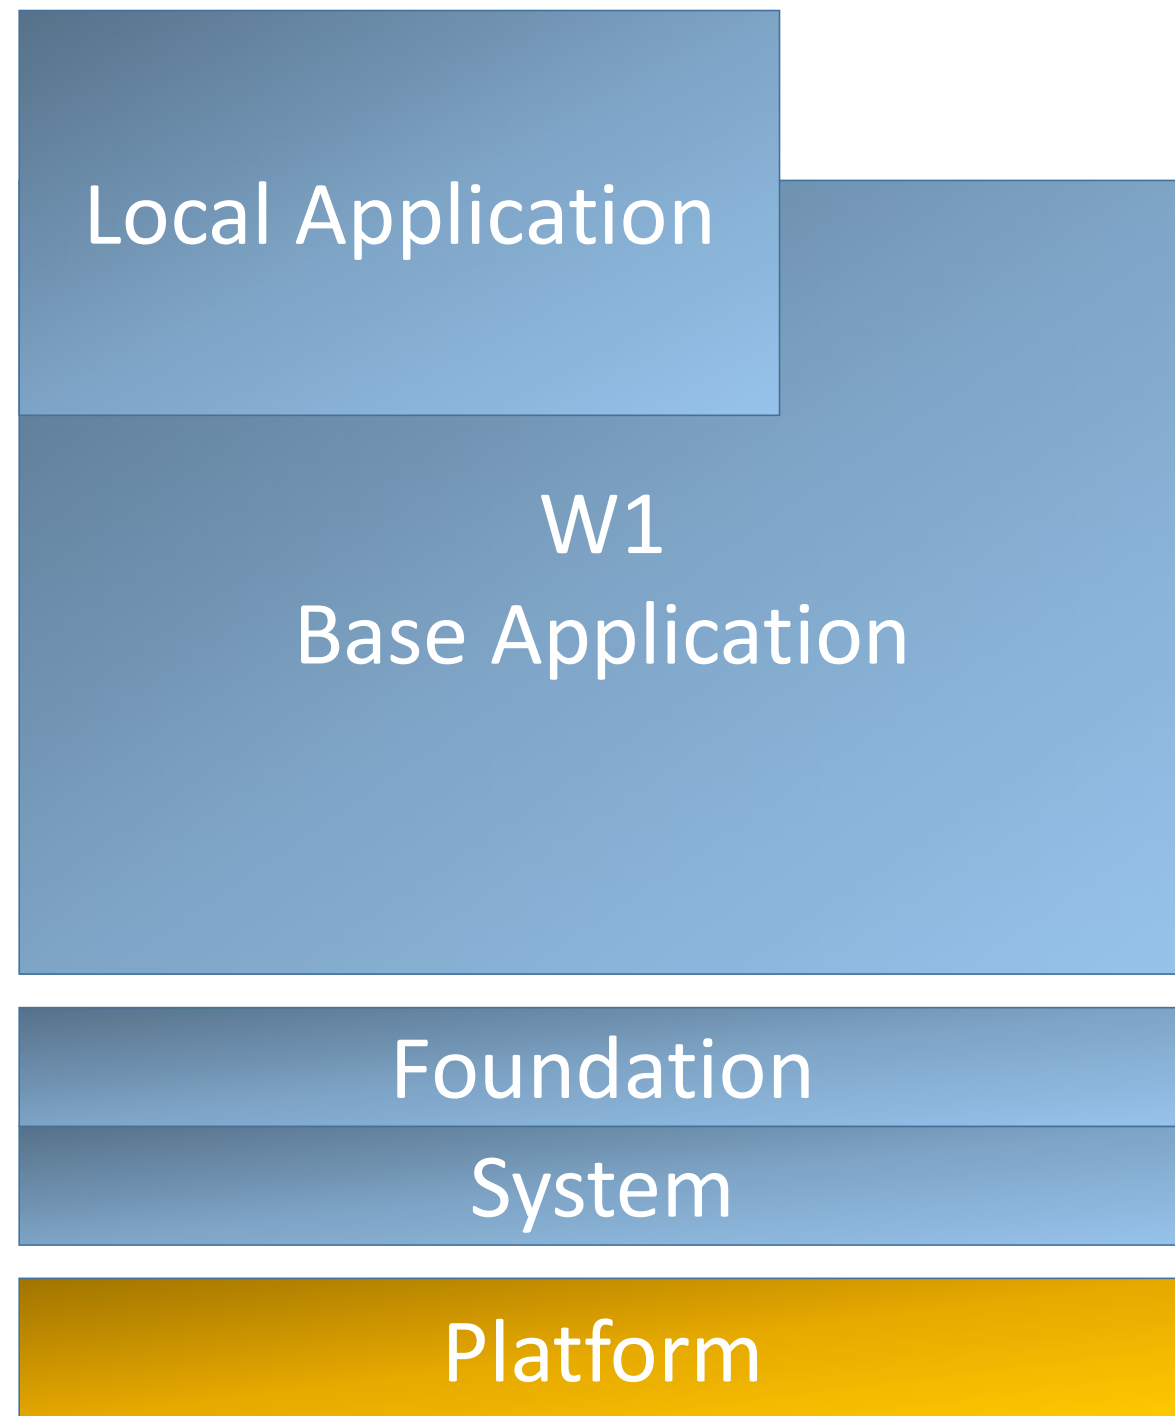 Local Application
W1
Base Application
Foundation
System
Platform